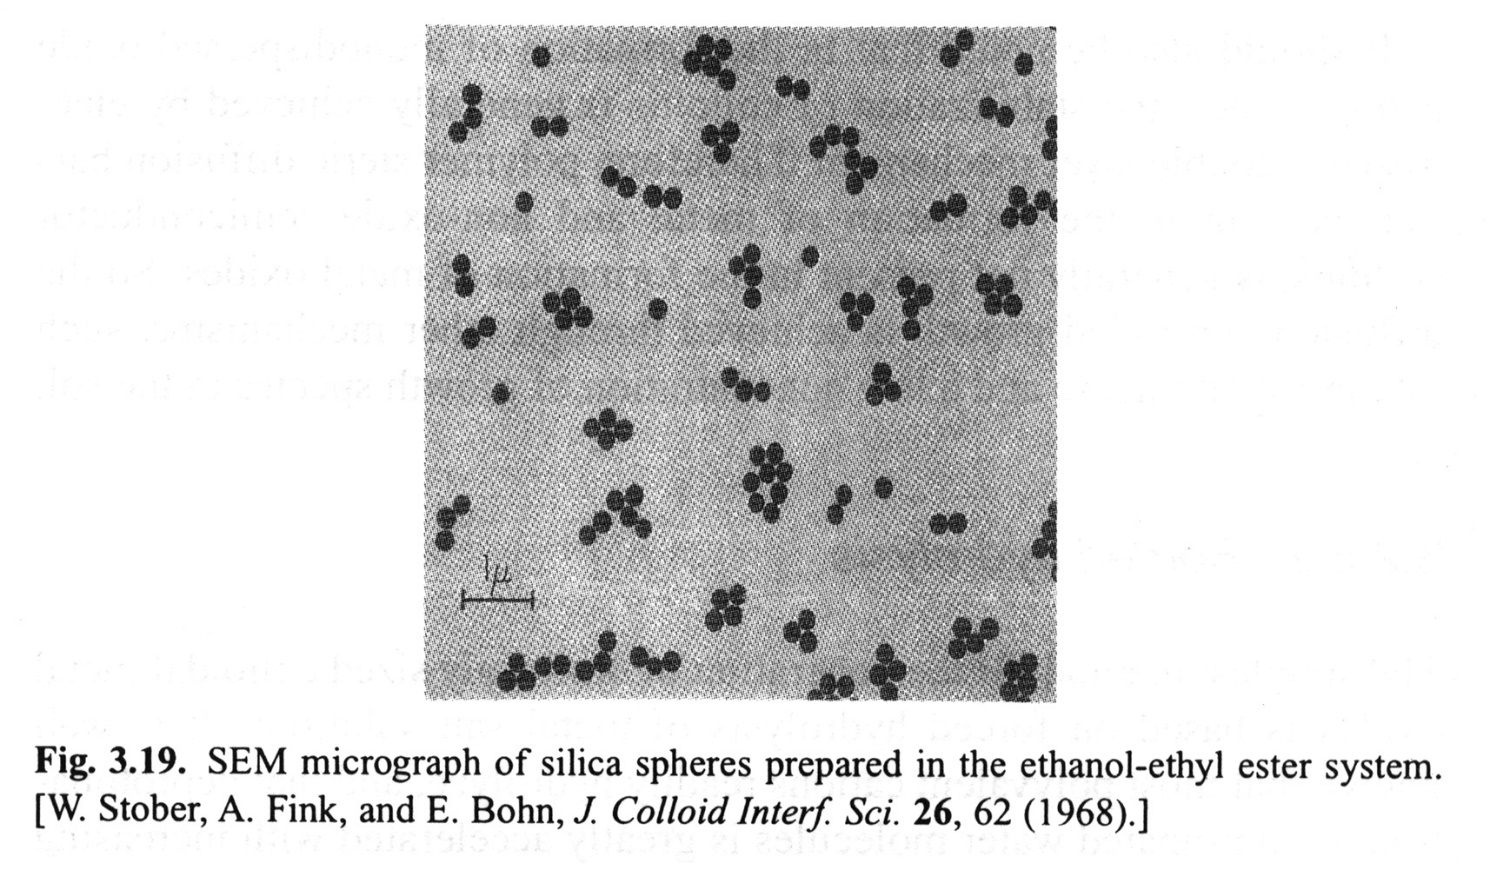 1μ
Fig. 3.19. SEM micrograph of silica spheres prepared in the ethanol-ethyl ester system.
[W. Stober, A. Fink, and E. Bohn, J. Colloid Interf. Sci. 26, 62 (1968).]